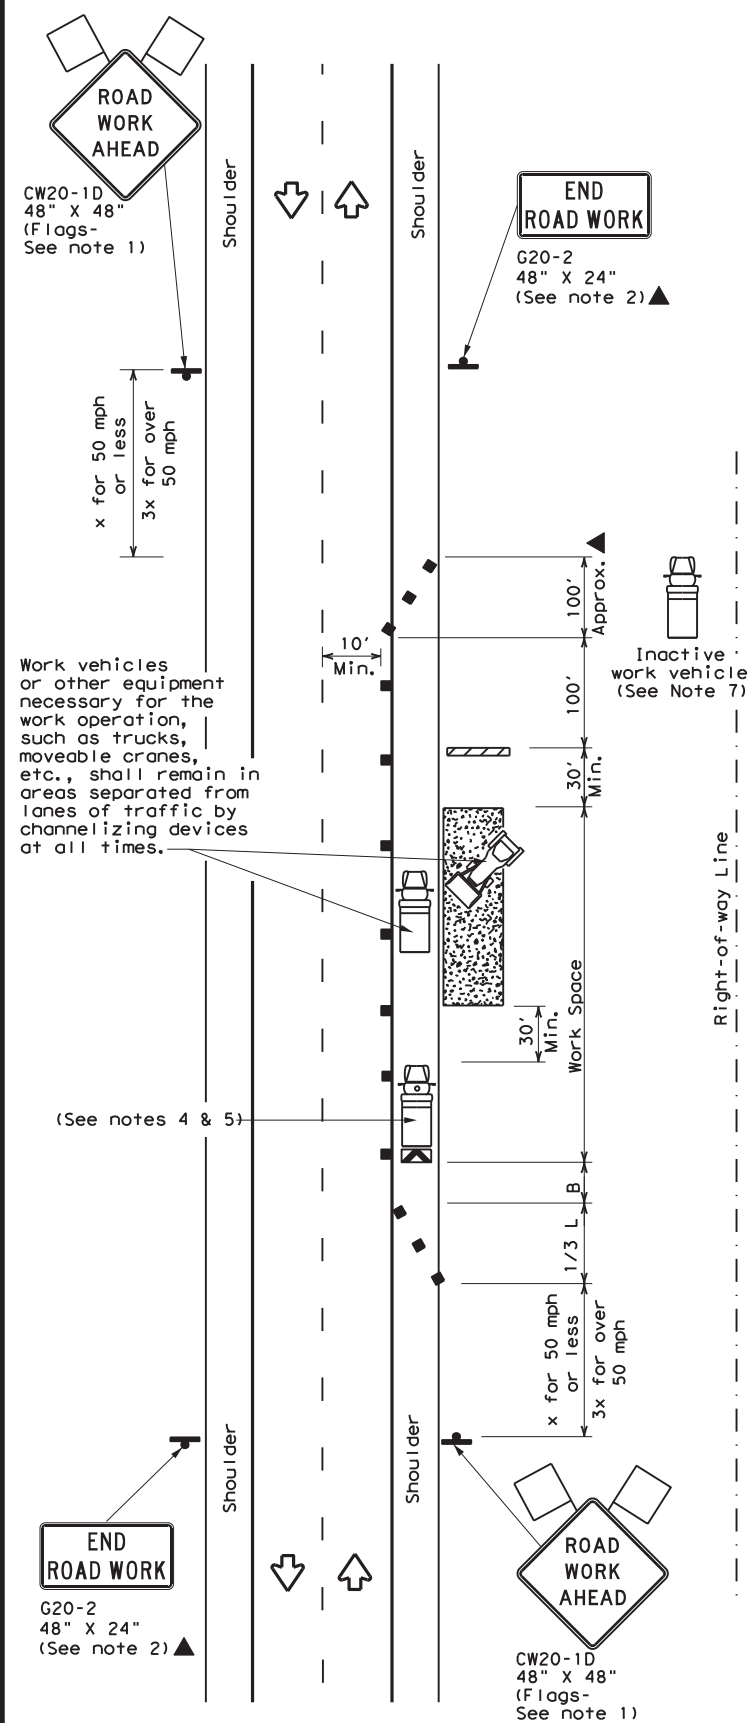 ROAD
WORK
AHEAD
CW20-1D
48" X 48"
(Flags-
See note 1)
Shoulder
Shoulder
END
ROAD WORK
G20-2
48" X 24"
(See note 2)
x for 50 mph
or less
3x for over
50 mph
100'
Approx.
Inactive
work vehicle
(See Note 7)
10'
Min.
100'
Work vehicles
or other equipment
necessary for the
work operation,
such as trucks,
moveable cranes,
etc., shall remain in
areas separated from
lanes of traffic by
channelizing devices
at all times.
30'
Min.
Right-of-way Line
Work Space
30'
Min.
(See notes 4 & 5)
B
1/3 L
x for 50 mph
or less
3x for over
50 mph
Shoulder
Shoulder
END
ROAD WORK
G20-2
48" X 24"
(See note 2)
ROAD
WORK
AHEAD
CW20-1D
48" X 48"
(Flags-
See note 1)